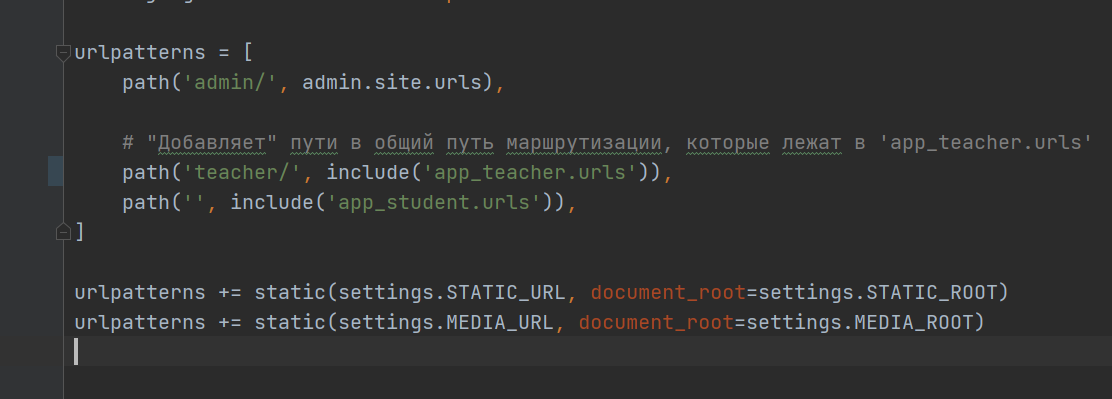 urlpatterns = [
path('admin/', admin.site.urls),
# "Добавляет" пути в общий путь маршрутизации, которые лежат в 'app_teacher.urls'
path('teacher/', include('app_teacher.urls')),
path('', include('app_student.urls')),
]
urlpatterns += static(settings.STATIC_URL, document_root=settings.STATIC_ROOT)
urlpatterns += static(settings.MEDIA_URL, document_root=settings.MEDIA_ROOT)